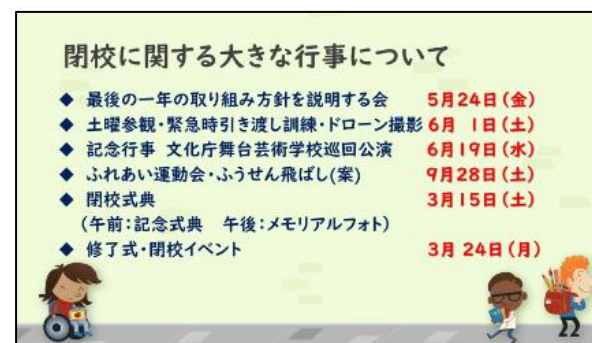 閉校に関する大きな行事について
◆ 最後の一年の取り組み方針を説明する会 5月24日(金)
◆ 土曜参観・緊急時引き渡し訓練・ドローン撮影 6月 1日(土)
◆ 記念行事 文化庁舞台芸術学校巡回公演 6月19日(水)
◆ ふれあい運動会・ふうせん飛ばし(案) 9月28日(土)
◆ 閉校式典 3月15日(土)
(午前:記念式典 午後:メモリアルフォト)
◆ 修了式・閉校イベント 3月 24日(月)